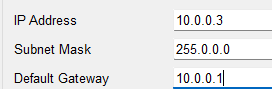 IP Address 10.0.0.3
Subnet Mask 255.0.0.0
Default Gateway 10.0.0.1